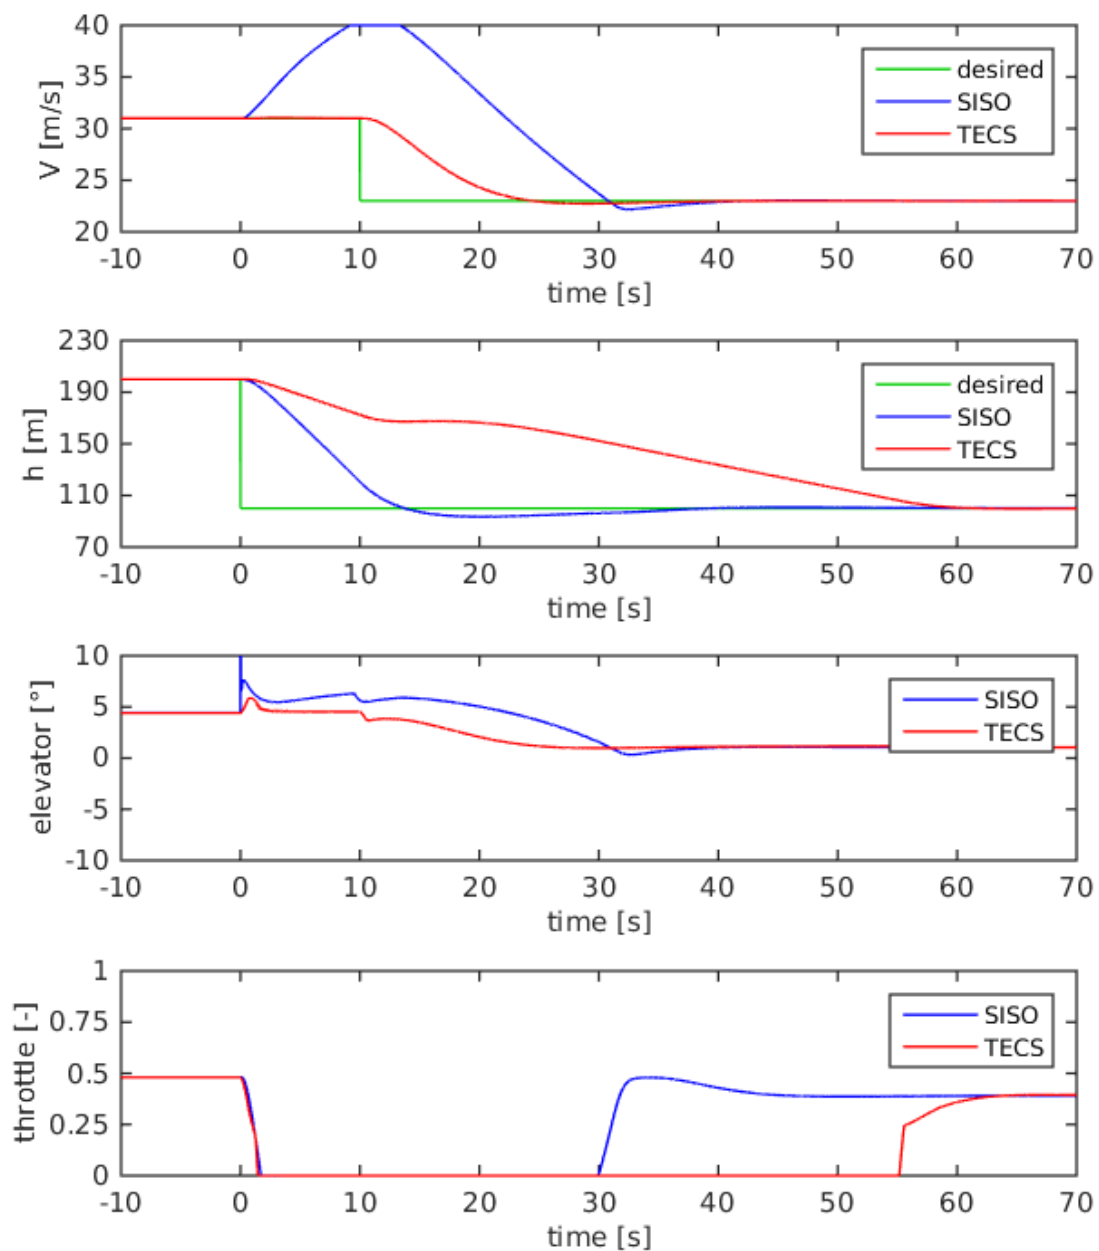 V [m/s]
40
35
30
25
20
desired
SISO
TECS
-10 0 10 20 30 40 50 60 70
time [s]
h [m]
230
190
150
110
70
desired
SISO
TECS
-10 0 10 20 30 40 50 60 70
time [s]
elevator [°]
10
5
0
-5
-10
SISO
TECS
-10 0 10 20 30 40 50 60 70
time [s]
throttle [-]
1
0.75
0.5
0.25
0
SISO
TECS
-10 0 10 20 30 40 50 60 70
time [s]